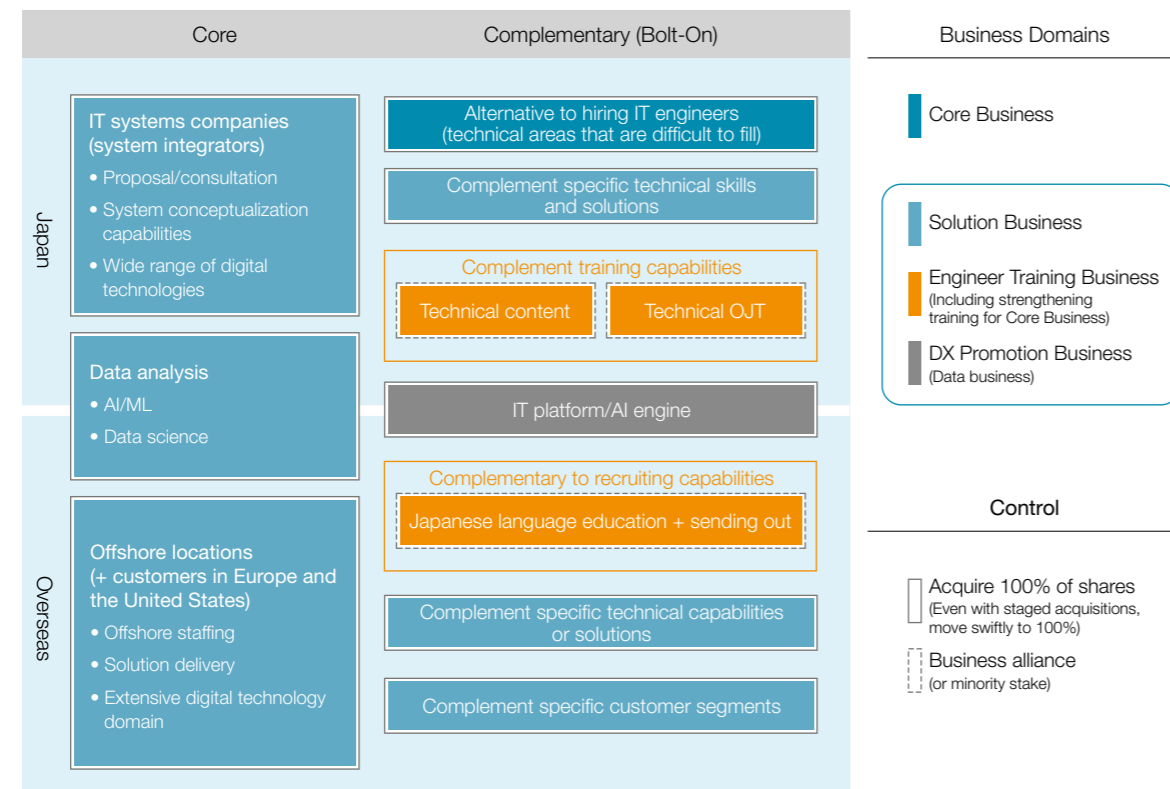 Core
Complementary (Bolt-On)
Business Domains
Japan
IT systems companies
(system integrators)
• Proposal/consultation
• System conceptualization
capabilities
• Wide range of digital
technologies
Data analysis
• AI/ML
• Data science
Overseas
Offshore locations
(+ customers in Europe and
the United States)
• Offshore staffing
• Solution delivery
• Extensive digital technology
domain
Alternative to hiring IT engineers
(technical areas that are difficult to fill)
Complement specific technical skills
and solutions
Complement training capabilities
Technical content
Technical OJT
IT platform/AI engine
Complementary to recruiting capabilities
Japanese language education + sending out
Complement specific technical capabilities
or solutions
Complement specific customer segments
Core Business
Solution Business
Engineer Training Business
(Including strengthening
training for Core Business)
DX Promotion Business
(Data business)
Control
Acquire 100% of shares
(Even with staged acquisitions,
move swiftly to 100%)
Business alliance
(or minority stake)